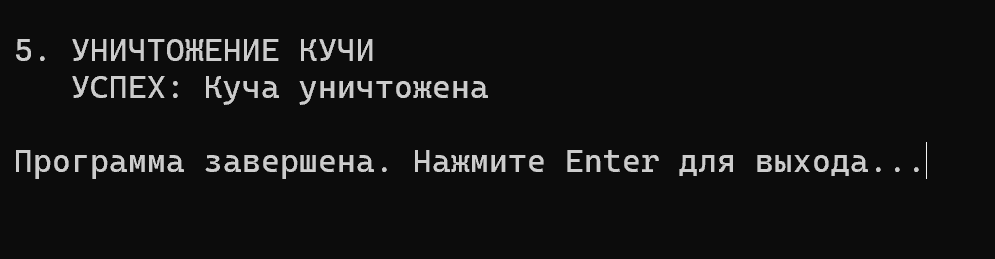 5. УНИЧТОЖЕНИЕ КУЧИ
УСПЕХ: Куча уничтожена
Программа завершена. Нажмите Enter для выхода...